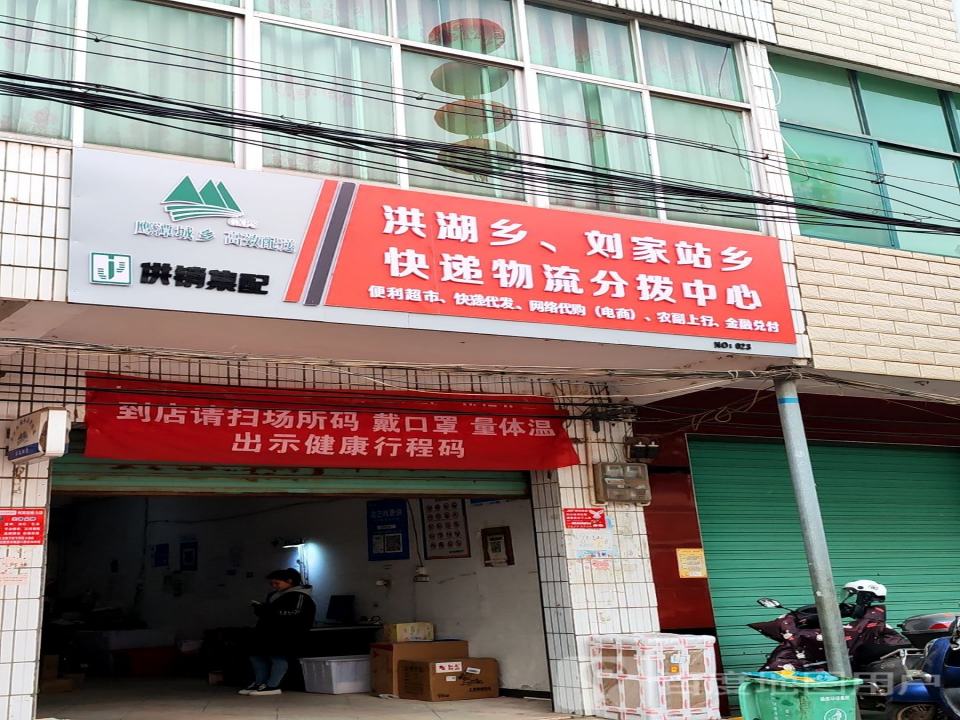 鹰潭城乡 高效配送
供销集配
洪湖乡、刘家站乡
快递物流分拨中心
便利超市、快递代发、网络代购（电商）、农副上行、金融兑付
NO：023
到店请扫场所码 戴口罩 量体温
出示健康行程码